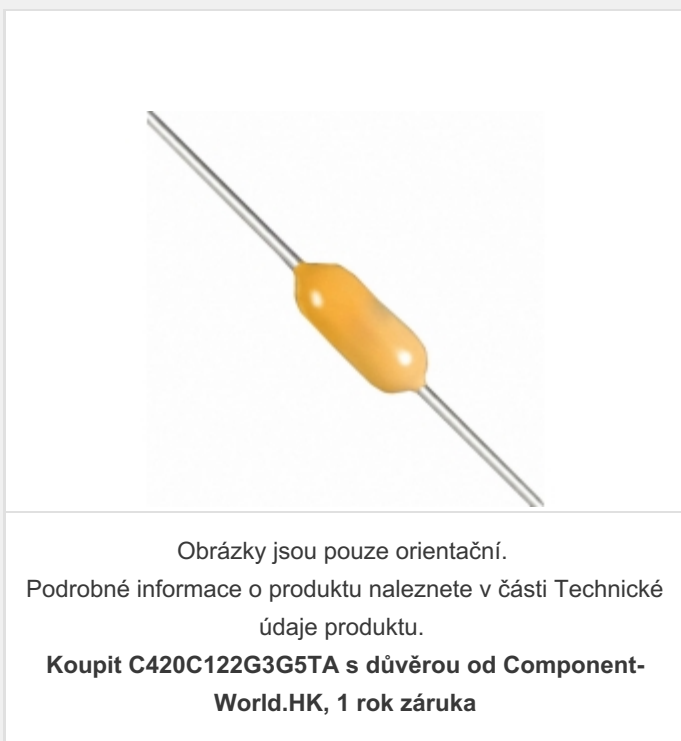 Obrázky jsou pouze orientační.
Podrobné informace o produktu naleznete v části Technické
údaje produktu.
Koupit C420C122G3G5TA s důvěrou od Component-
World.HK, 1 rok záruka